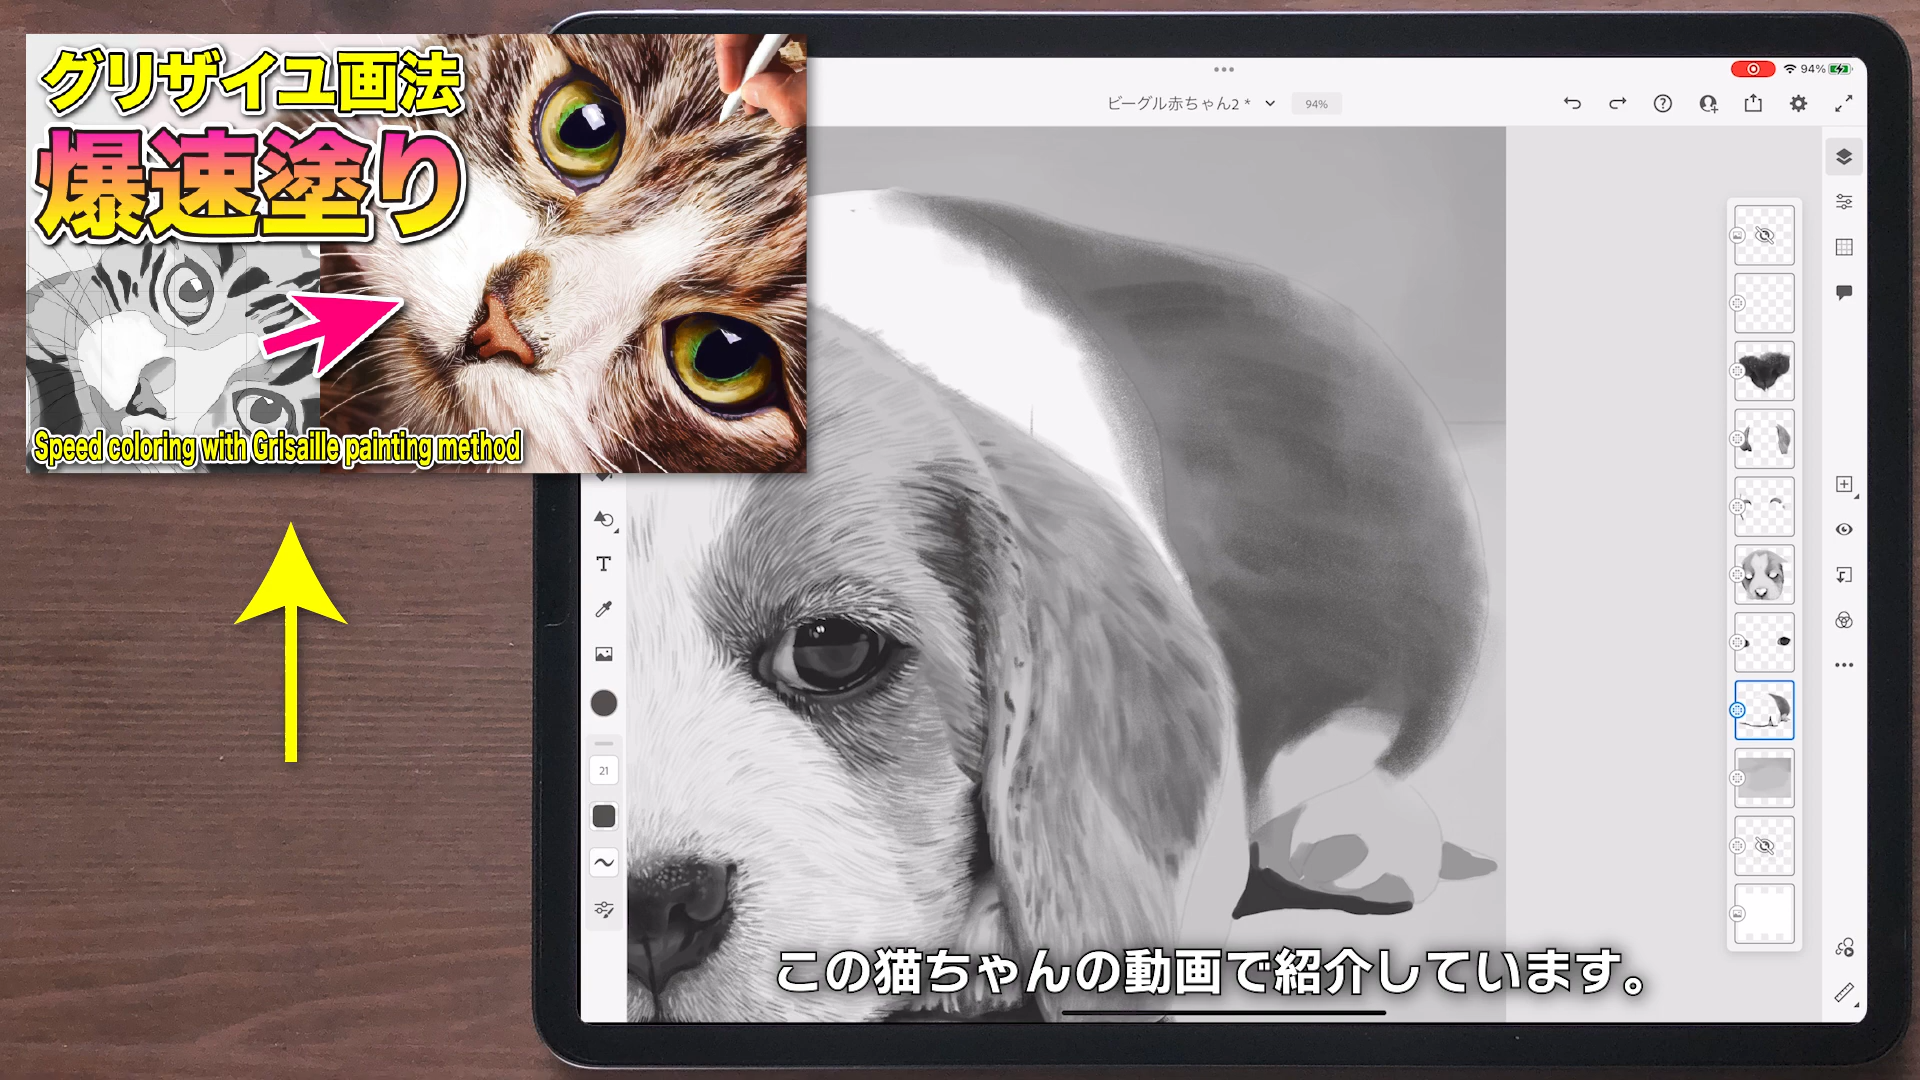 グリザイユ画法
爆速塗り
Speed coloring with Grisaille painting method
94%
ビーグル赤ちゃん2 *
94%
T
21
この猫ちゃんの動画で紹介しています。